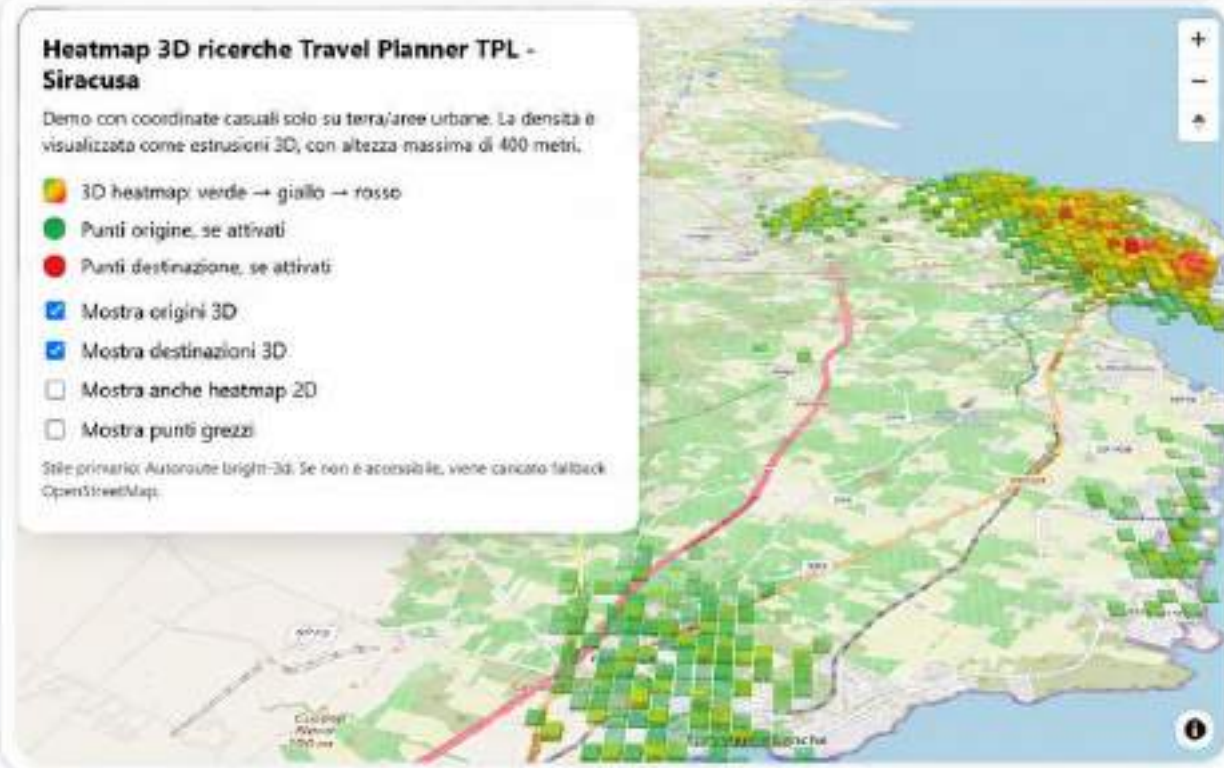 Heatmap 3D ricerche Travel Planner TPL -
Siracusa
Demo con coordinate casuali solo su terra/aree urbane. La densità è
visualizzata come estrusioni 3D, con altezza massima di 400 metri.
3D heatmap: verde → giallo → rosso
Punti origine, se attivati
Punti destinazione, se attivati
Mostra origini 3D
Mostra destinazioni 3D
Mostra anche heatmap 2D
Mostra punti grezzi
Stile primario: Autoroute bright-3d. Se non è accessibile, viene caricato fallback
OpenStreetMap.